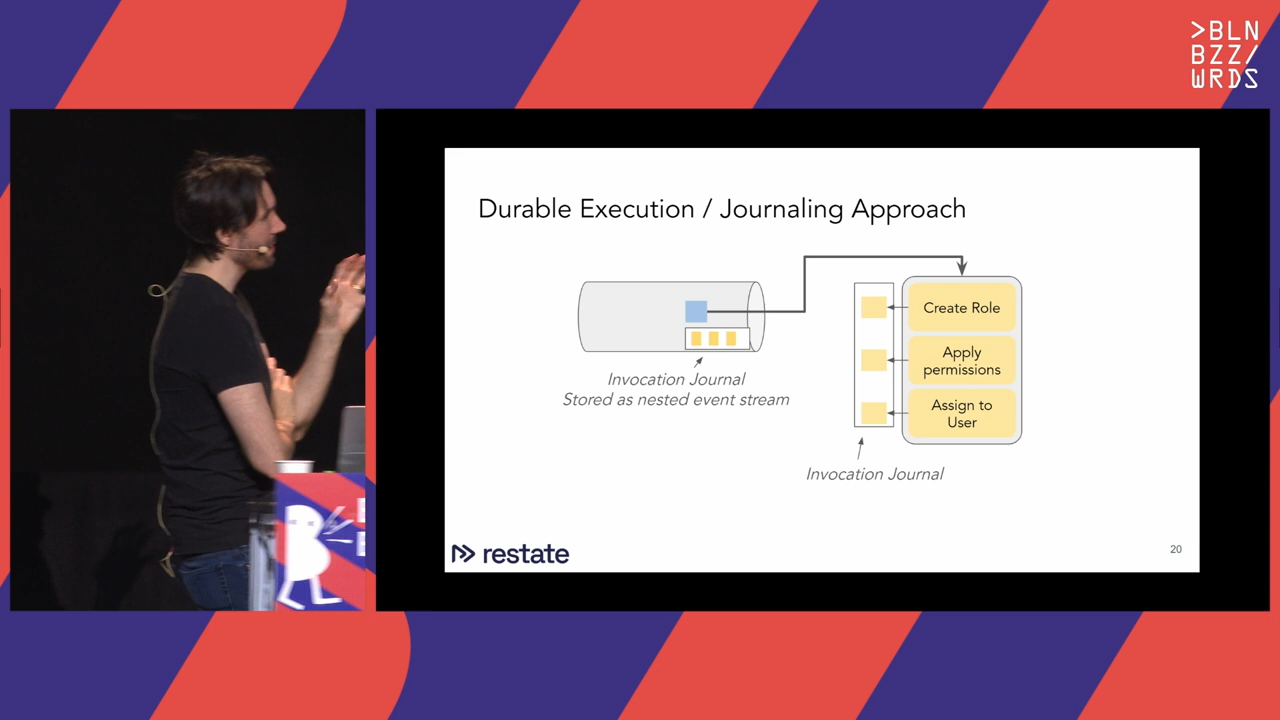 >BLN
BZZ/
WRDS
Durable Execution / Journaling Approach
Create Role
Apply
permissions
Assign to
User
Invocation Journal
Stored as nested event stream
Invocation Journal
restate
20